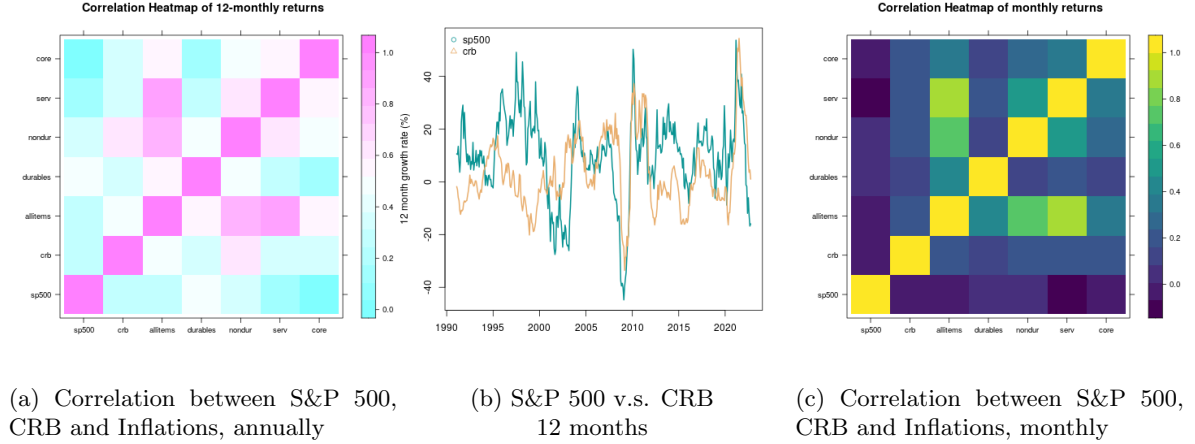 Correlation Heatmap of 12-monthly returns
core
serv
nondur
durables
allitems
crb
sp500
sp500 crb allitems durables nondur serv core
1.0
0.8
0.6
0.4
0.2
0.0
12 month growth rate (%)
sp500
crb
40
20
0
-20
-40
1990 1995 2000 2005 2010 2015 2020
Correlation Heatmap of monthly returns
core
serv
nondur
durables
allitems
crb
sp500
sp500 crb allitems durables nondur serv core
1.0
0.8
0.6
0.4
0.2
0.0
(a) Correlation between S&P 500,
CRB and Inflations, annually
(b) S&P 500 v.s. CRB
12 months
(c) Correlation between S&P 500,
CRB and Inflations, monthly